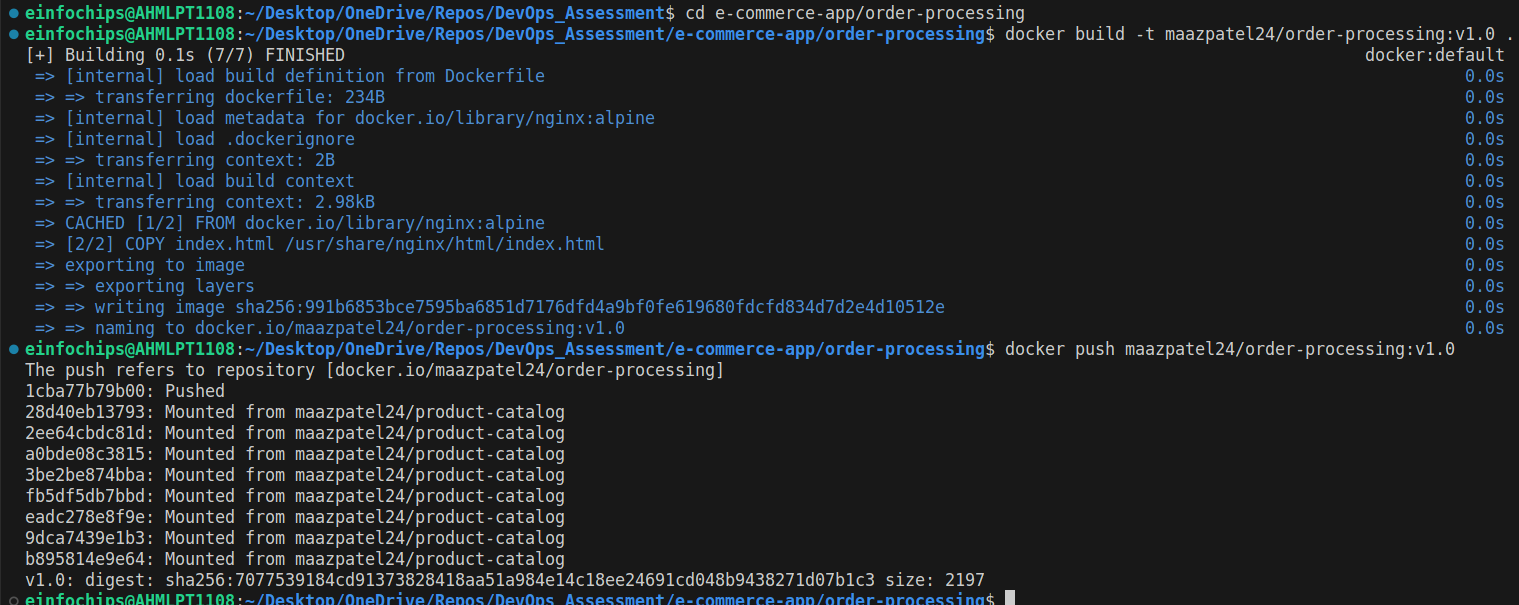 einfochips@AHMLPT1108:~/Desktop/OneDrive/Repos/DevOps_Assessment$ cd e-commerce-app/order-processing
einfochips@AHMLPT1108:~/Desktop/OneDrive/Repos/DevOps_Assessment/e-commerce-app/order-processing$ docker build -t maazpatel24/order-processing:v1.0 .
[+] Building 0.1s (7/7) FINISHED docker:default
=> [internal] load build definition from Dockerfile 0.0s
=> => transferring dockerfile: 234B 0.0s
=> [internal] load metadata for docker.io/library/nginx:alpine 0.0s
=> [internal] load .dockerignore 0.0s
=> => transferring context: 2B 0.0s
=> [internal] load build context 0.0s
=> => transferring context: 2.98kB 0.0s
=> CACHED [1/2] FROM docker.io/library/nginx:alpine 0.0s
=> [2/2] COPY index.html /usr/share/nginx/html/index.html 0.0s
=> exporting to image 0.0s
=> => exporting layers 0.0s
=> => writing image sha256:991b6853bce7595ba6851d7176dfd4a9bf0fe619680fdcfd834d7d2e4d10512e 0.0s
=> => naming to docker.io/maazpatel24/order-processing:v1.0 0.0s
einfochips@AHMLPT1108:~/Desktop/OneDrive/Repos/DevOps_Assessment/e-commerce-app/order-processing$ docker push maazpatel24/order-processing:v1.0
The push refers to repository [docker.io/maazpatel24/order-processing]
1cba77b79b00: Pushed
28d40eb13793: Mounted from maazpatel24/product-catalog
2ee64cbdc81d: Mounted from maazpatel24/product-catalog
a0bde08c3815: Mounted from maazpatel24/product-catalog
3be2be874bba: Mounted from maazpatel24/product-catalog
fb5df5db7bbd: Mounted from maazpatel24/product-catalog
eadc278e8f9e: Mounted from maazpatel24/product-catalog
9dca7439e1b3: Mounted from maazpatel24/product-catalog
b895814e9e64: Mounted from maazpatel24/product-catalog
v1.0: digest: sha256:7077539184cd91373828418aa51a984e14c18ee24691cd048b9438271d07b1c3 size: 2197
einfochips@AHMLPT1108:~/Desktop/OneDrive/Repos/DevOps_Assessment/e-commerce-app/order-processing$